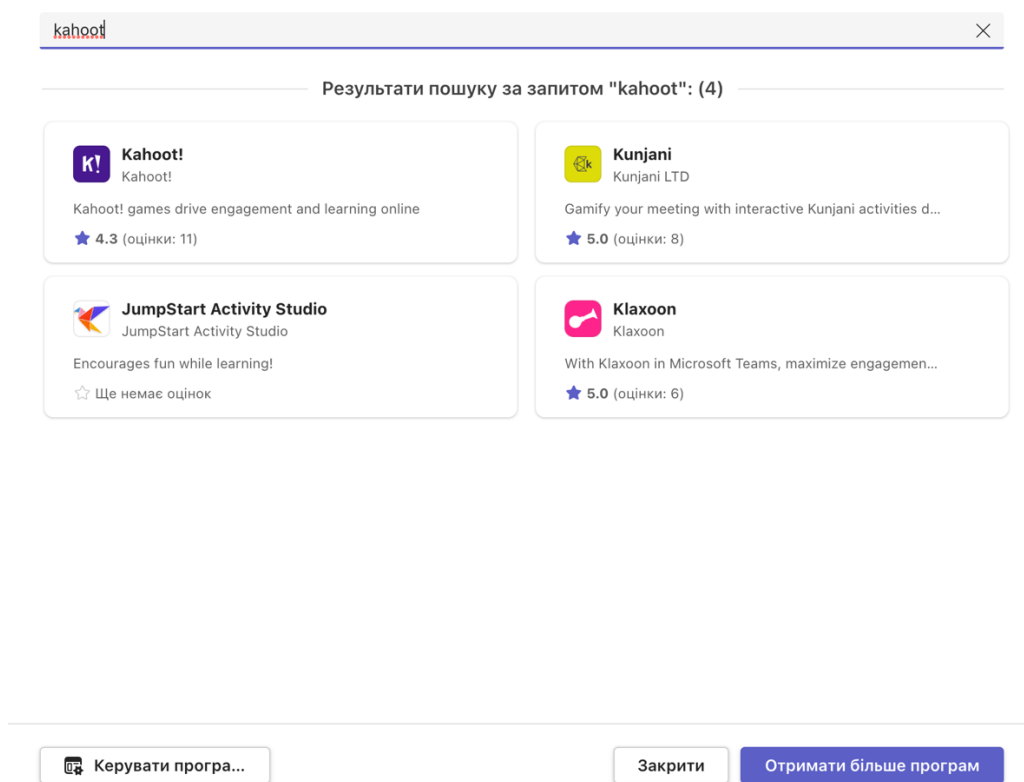 kahoot
Результати пошуку за запитом "kahoot": (4)
K!
Kahoot!
Kahoot!
Kahoot! games drive engagement and learning online
4.3 (оцінки: 11)
k
Kunjani
Kunjani LTD
Gamify your meeting with interactive Kunjani activities d...
5.0 (оцінки: 8)
JumpStart Activity Studio
JumpStart Activity Studio
Encourages fun while learning!
Ще немає оцінок
Klaxoon
Klaxoon
With Klaxoon in Microsoft Teams, maximize engagemen...
5.0 (оцінки: 6)
Керувати програ...
Закрити
Отримати більше програм